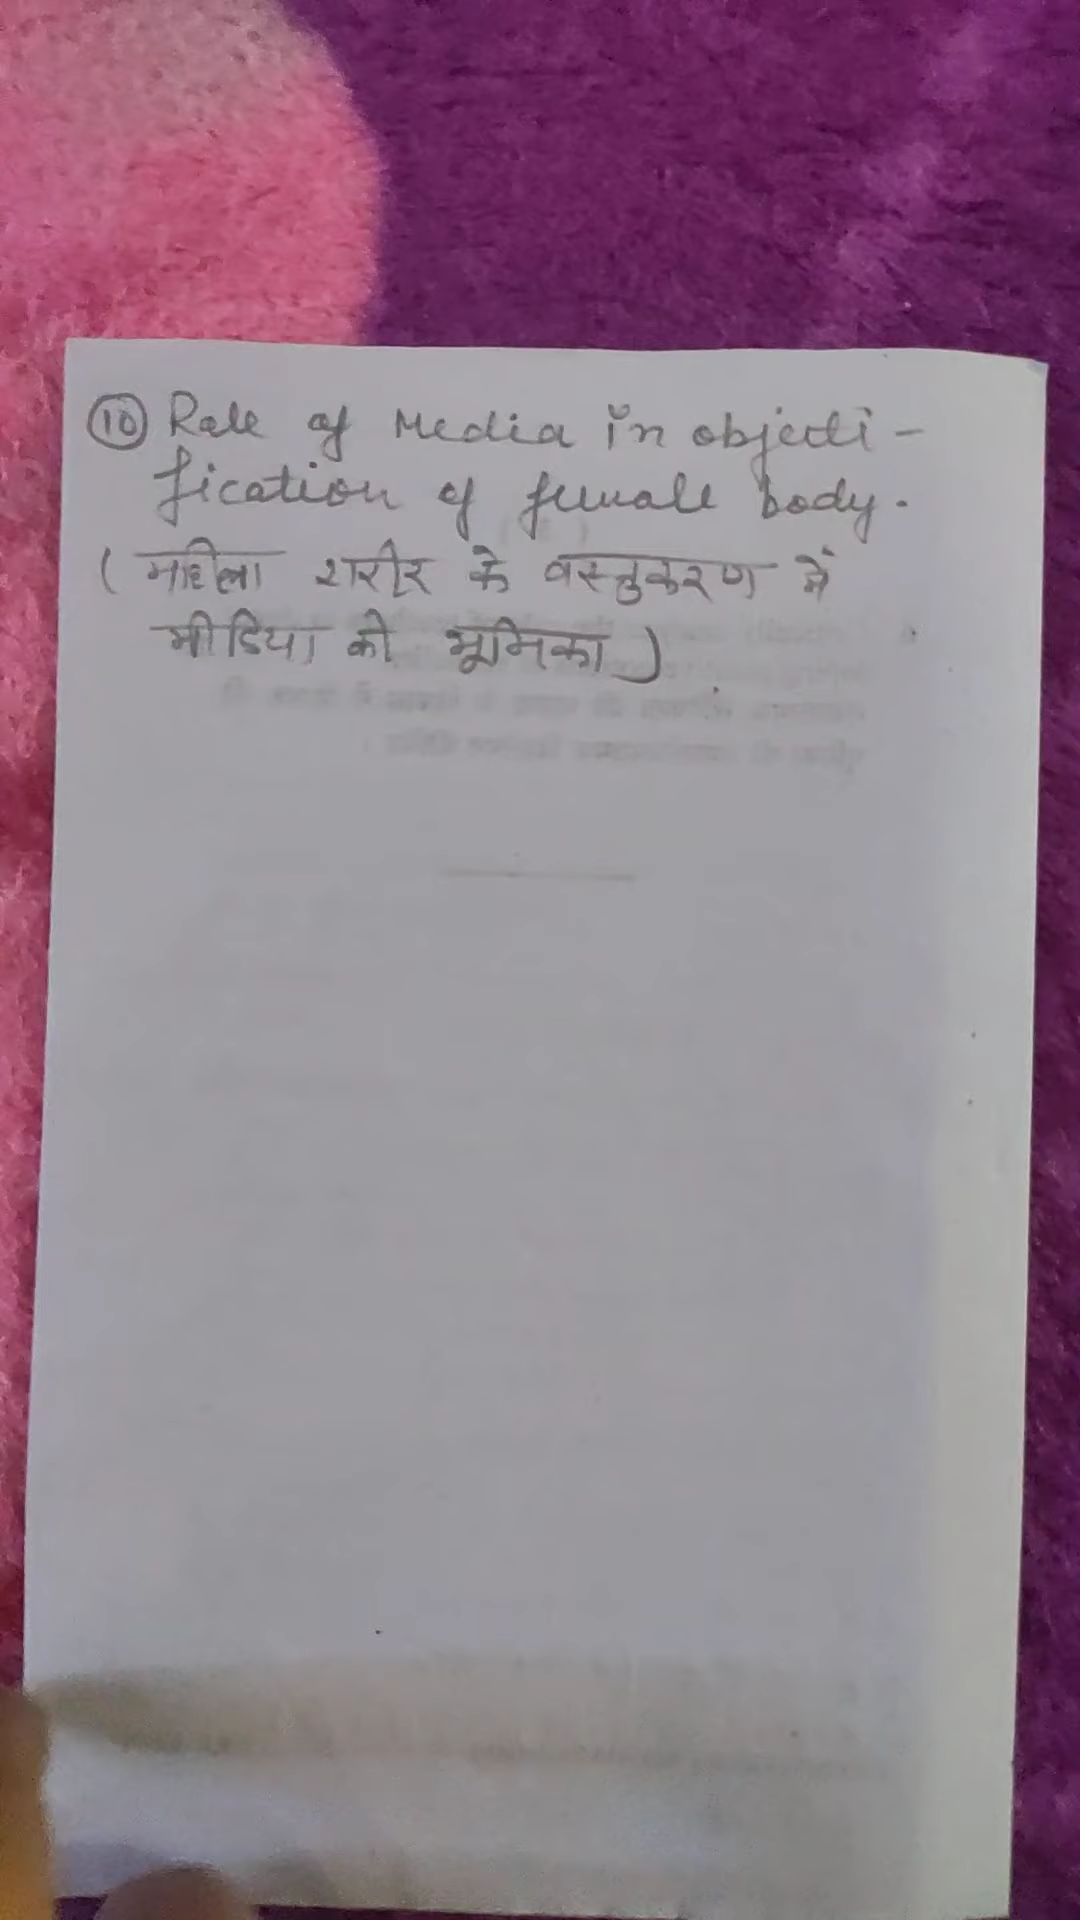 (10) Role of Media in objecti-
fication of female body.
( महिला शरीर के वस्तुकरण में
मीडिया की भूमिका )